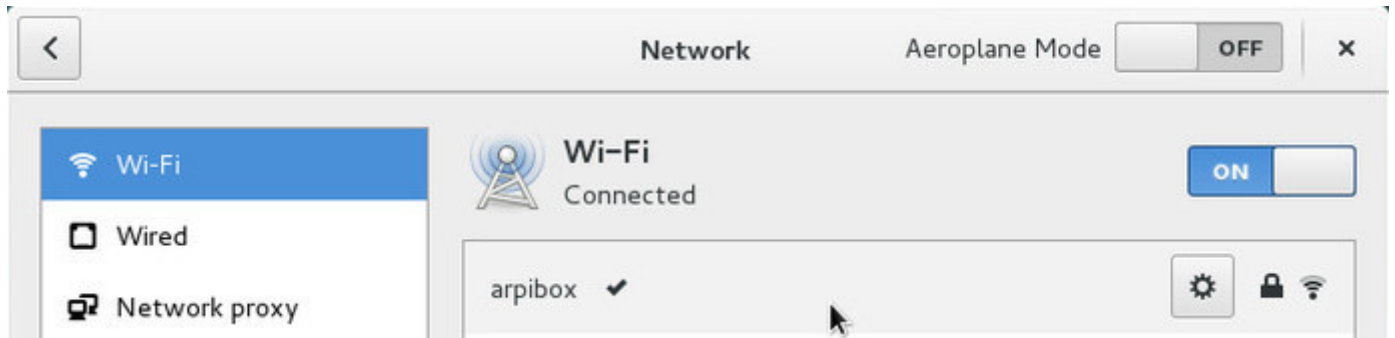 Network
Aeroplane Mode OFF
Wi-Fi
Wired
Network proxy
Wi-Fi
Connected
ON
arpibox